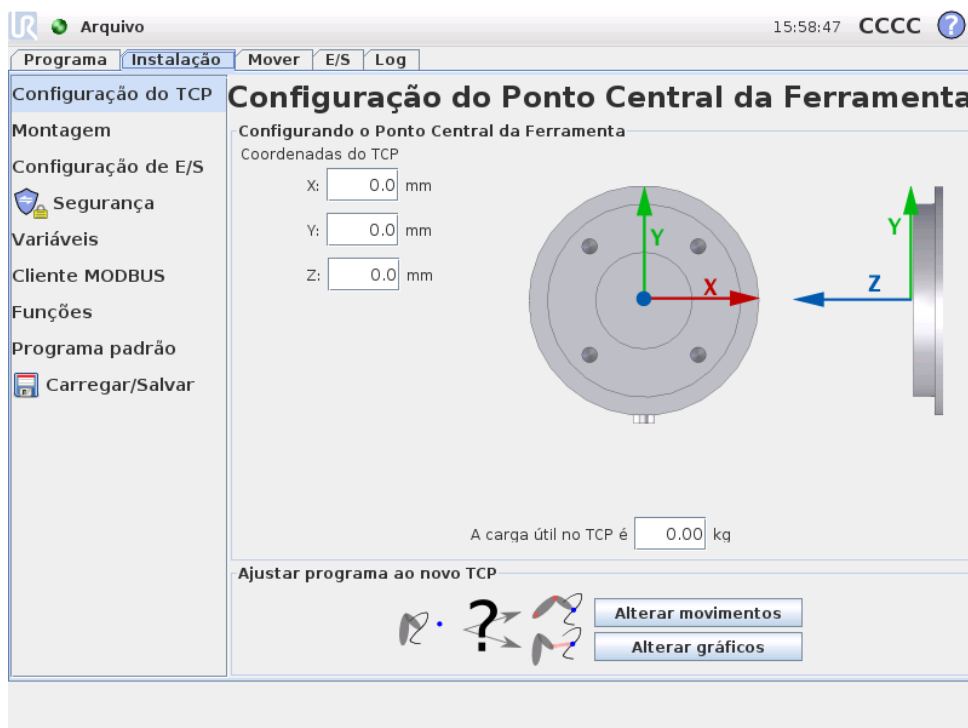 UR Arquivo 15:58:47 CCCC ?
Programa Instalação Mover E/S Log
Configuração do TCP
Montagem
Configuração de E/S
Segurança
Variáveis
Cliente MODBUS
Funções
Programa padrão
Carregar/Salvar
Configuração do Ponto Central da Ferramenta
Configurando o Ponto Central da Ferramenta
Coordenadas do TCP
X: 0.0 mm
Y: 0.0 mm
Z: 0.0 mm
Y
X
Y
Z
A carga útil no TCP é 0.00 kg
Ajustar programa ao novo TCP
?
Alterar movimentos
Alterar gráficos